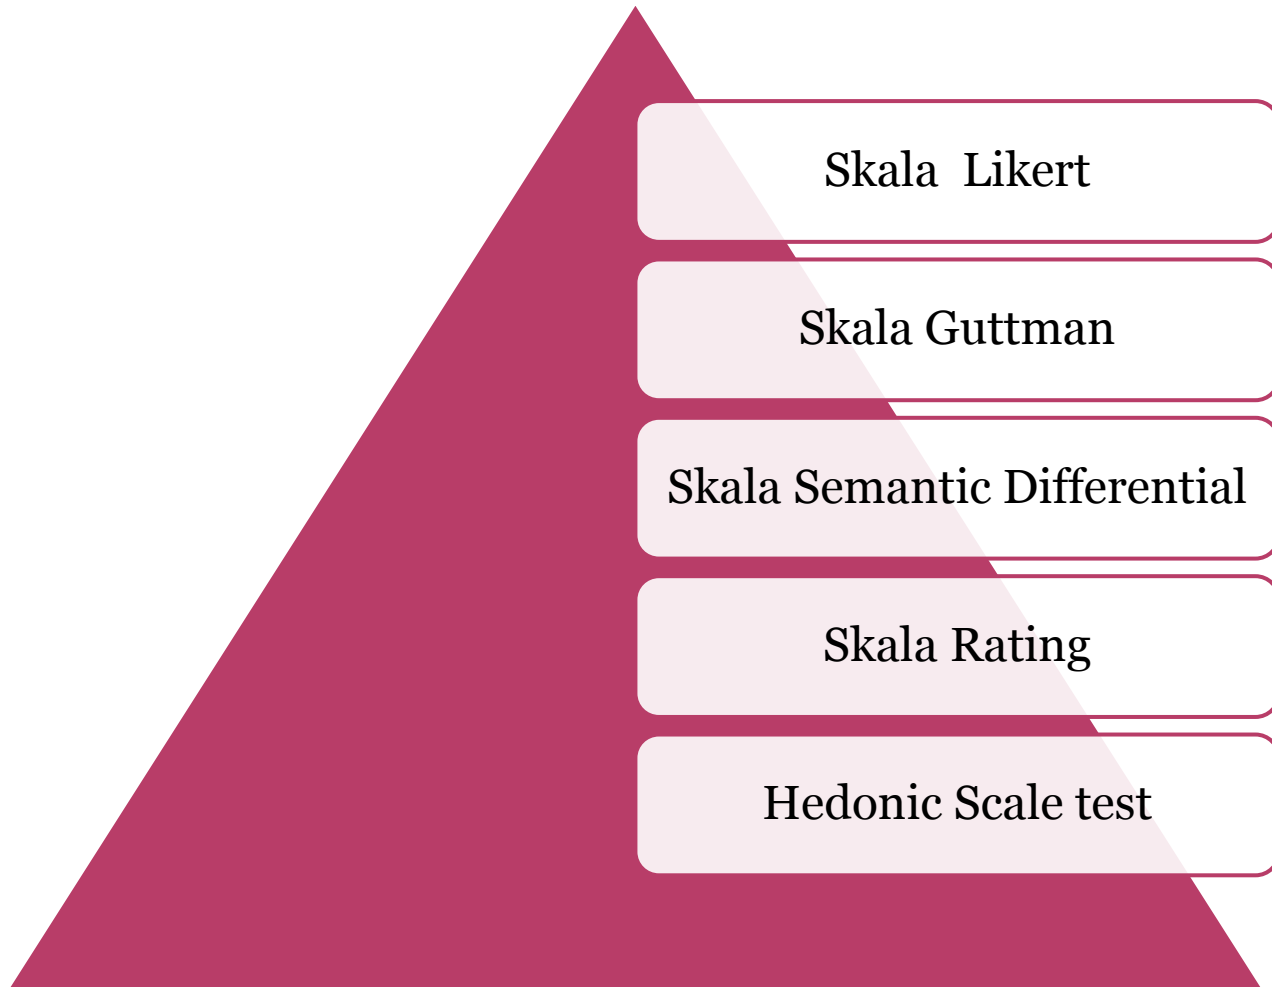 Skala  Likert
Skala Guttman
Skala Semantic Differential
Skala Rating
Hedonic Scale test